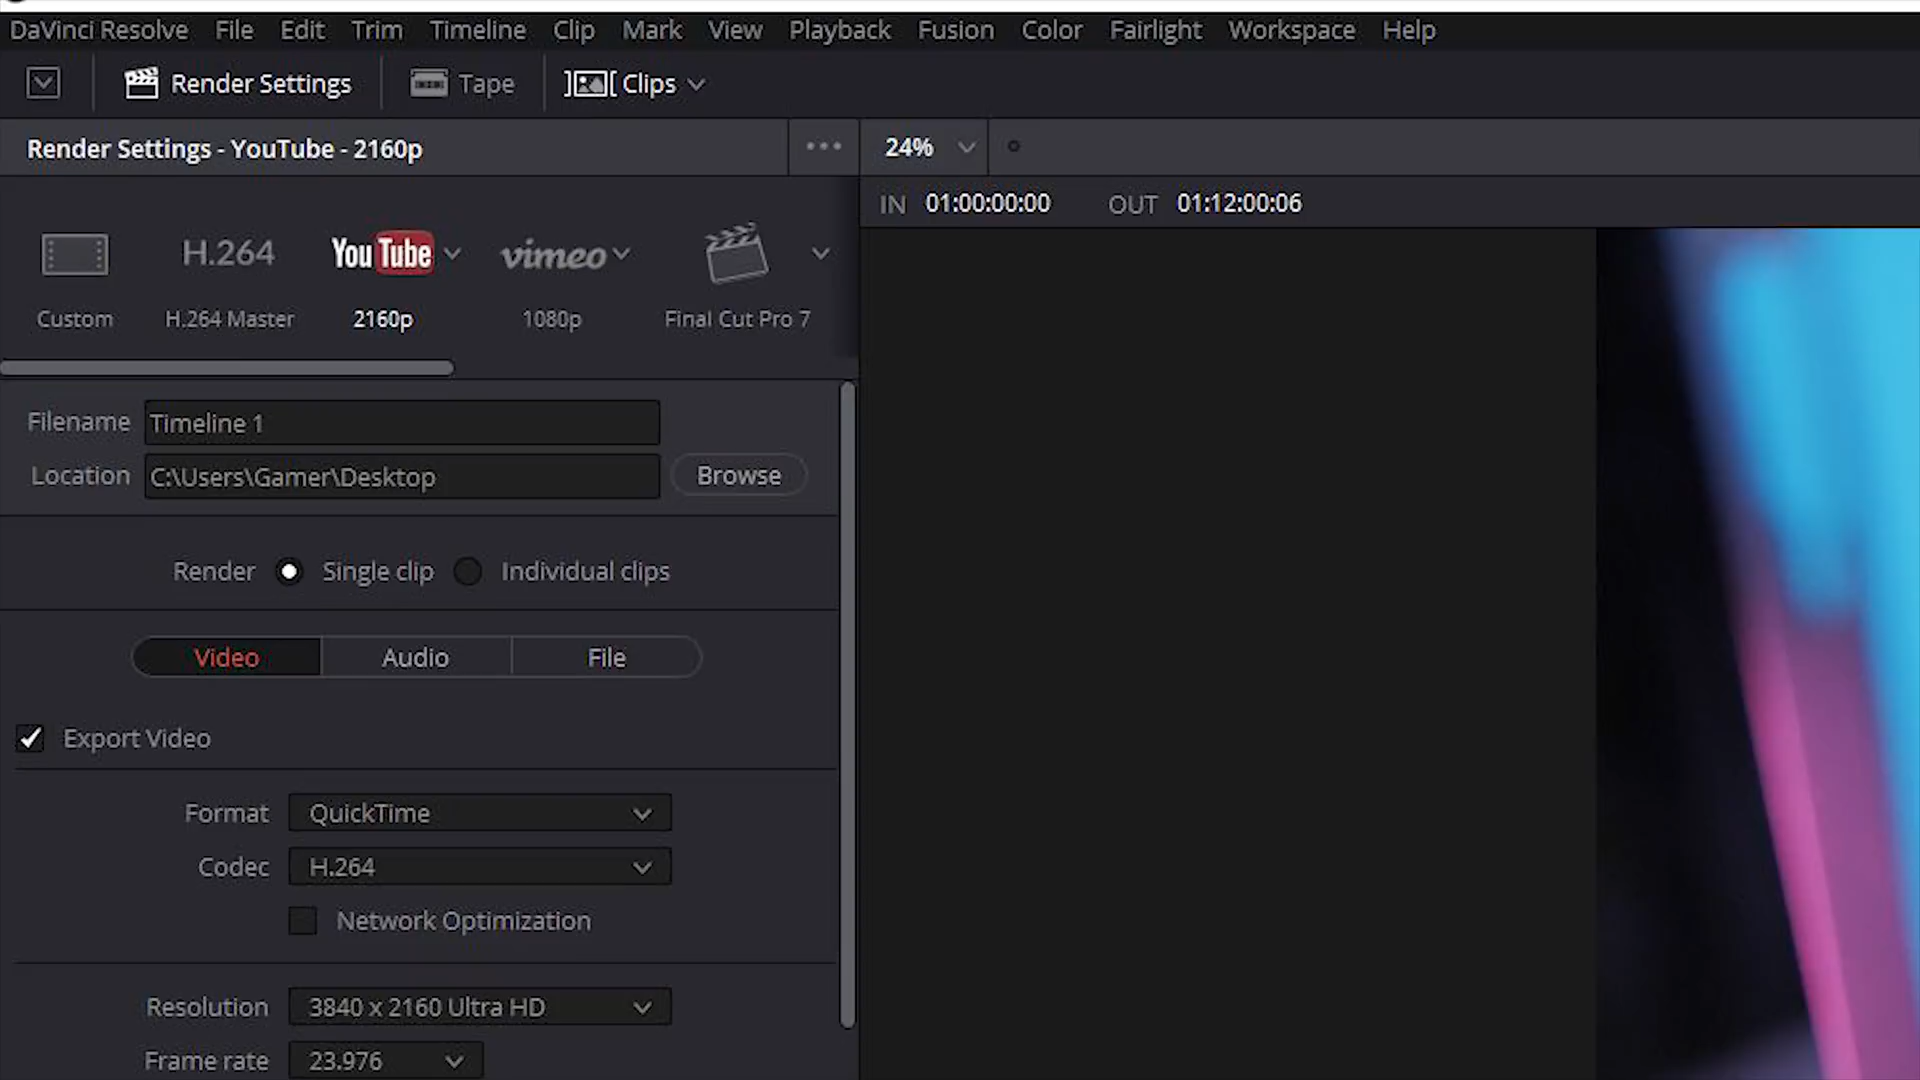 DaVinci Resolve File Edit Trim Timeline Clip Mark View Playback Fusion Color Fairlight Workspace Help
Render Settings Tape Clips
Render Settings - YouTube - 2160p ••• 24%
IN 01:00:00:00 OUT 01:12:00:06
H.264 YouTube vimeo
Custom H.264 Master 2160p 1080p Final Cut Pro 7
Filename Timeline 1
Location C:\Users\Gamer\Desktop Browse
Render Single clip Individual clips
Video Audio File
Export Video
Format QuickTime
Codec H.264
Network Optimization
Resolution 3840 x 2160 Ultra HD
Frame rate 23.976